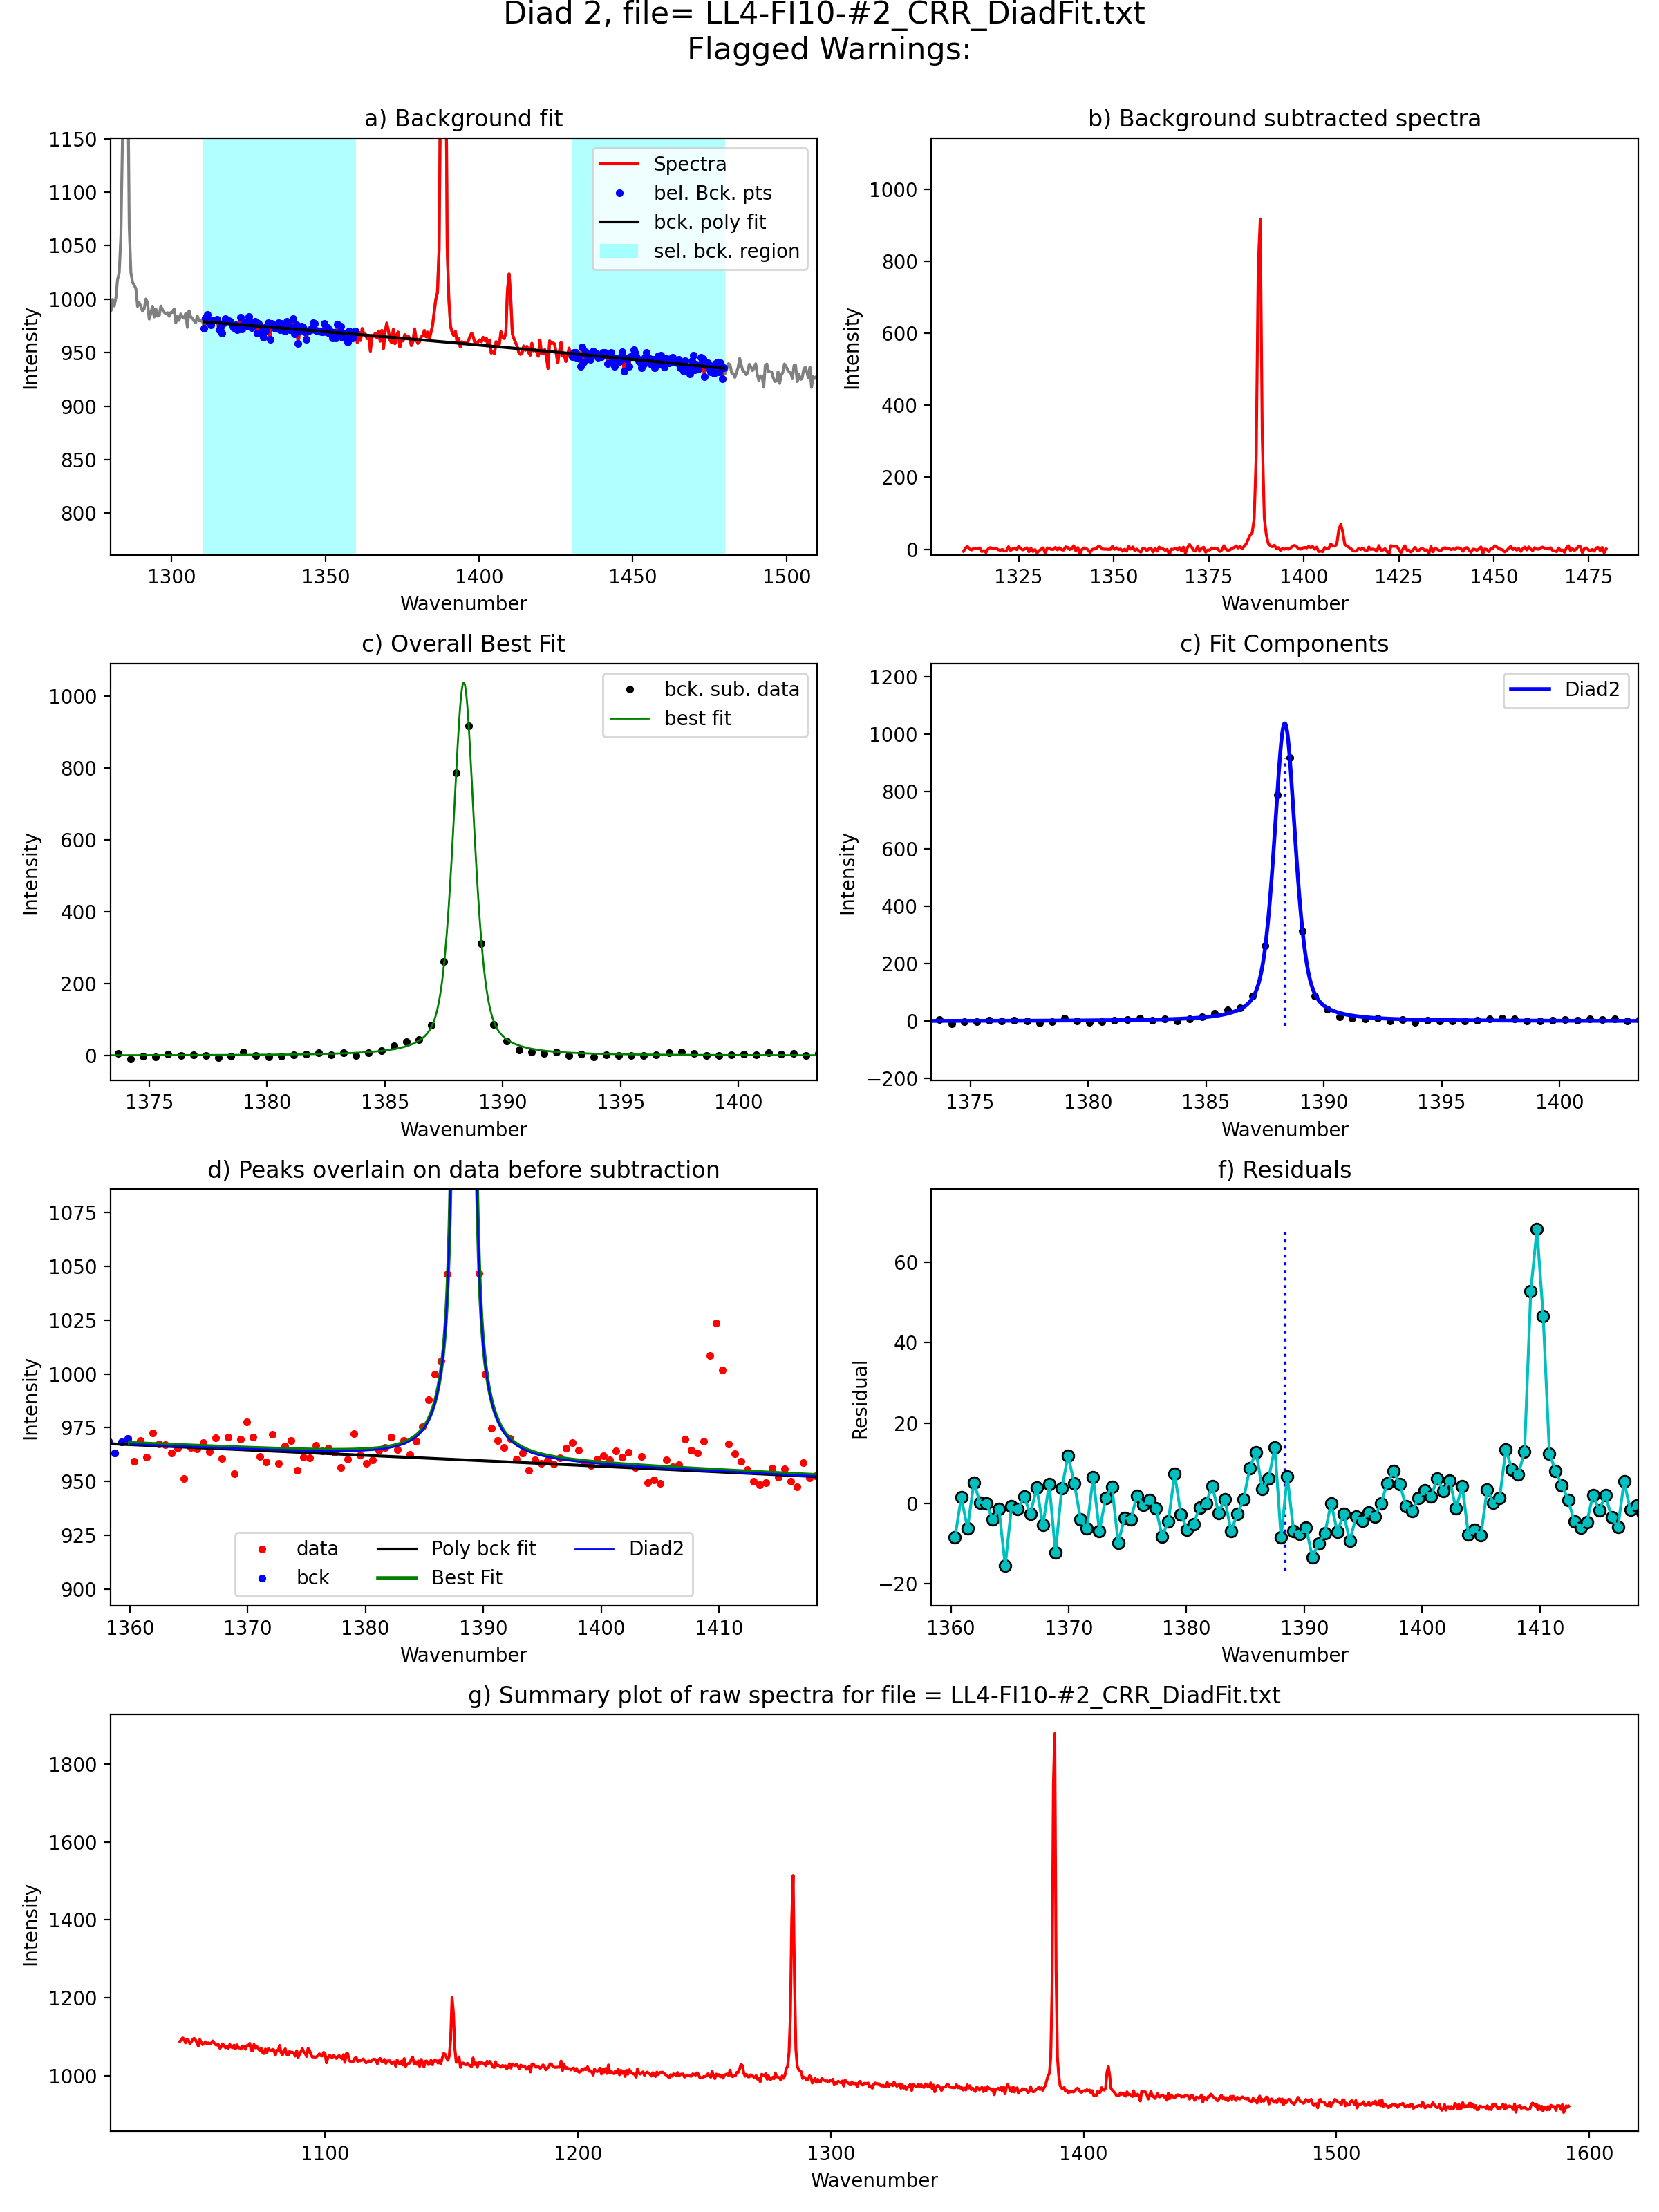 Diad 2, file= LL4-FI10-#2_CRR_DiadFit.txt
Flagged Warnings:
a) Background fit
1150
1100
1050
1000
950
900
850
800
Intensity
1300 1350 1400 1450 1500
Wavenumber
Spectra
bel. Bck. pts
bck. poly fit
sel. bck. region
b) Background subtracted spectra
1000
800
600
400
200
0
Intensity
1325 1350 1375 1400 1425 1450 1475
Wavenumber
c) Overall Best Fit
1000
800
600
400
200
0
Intensity
1375 1380 1385 1390 1395 1400
Wavenumber
bck. sub. data
best fit
c) Fit Components
1200
1000
800
600
400
200
0
−200
Intensity
1375 1380 1385 1390 1395 1400
Wavenumber
Diad2
d) Peaks overlain on data before subtraction
1075
1050
1025
1000
975
950
925
900
Intensity
1360 1370 1380 1390 1400 1410
Wavenumber
data Poly bck fit Diad2
bck Best Fit
f) Residuals
60
40
20
0
−20
Residual
1360 1370 1380 1390 1400 1410
Wavenumber
g) Summary plot of raw spectra for file = LL4-FI10-#2_CRR_DiadFit.txt
1800
1600
1400
1200
1000
Intensity
1100 1200 1300 1400 1500 1600
Wavenumber